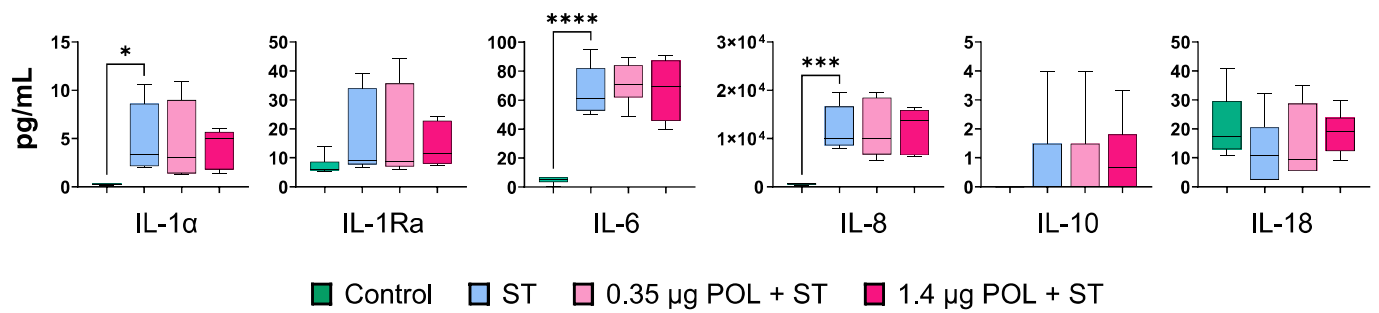 pg/mL
* **** ***
15 10 5 0
50 40 30 20 10 0
100 80 60 40 20 0
3×10⁴ 2×10⁴ 1×10⁴ 0
5 4 3 2 1 0
50 40 30 20 10 0
IL-1α IL-1Ra IL-6 IL-8 IL-10 IL-18
Control ST 0.35 µg POL + ST 1.4 µg POL + ST